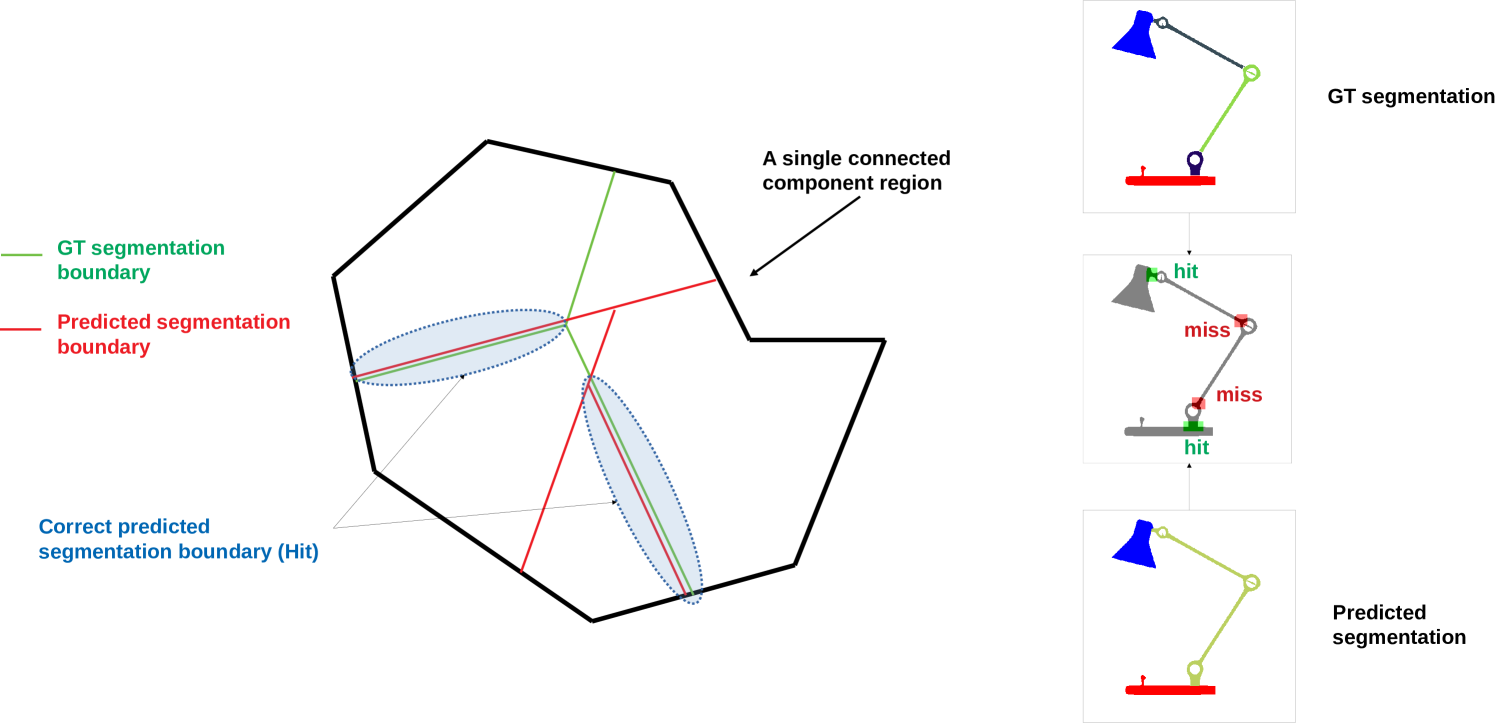 GT segmentation
boundary
Predicted segmentation
boundary
Correct predicted
segmentation boundary (Hit)
A single connected
component region
GT segmentation
hit
miss
miss
hit
Predicted
segmentation